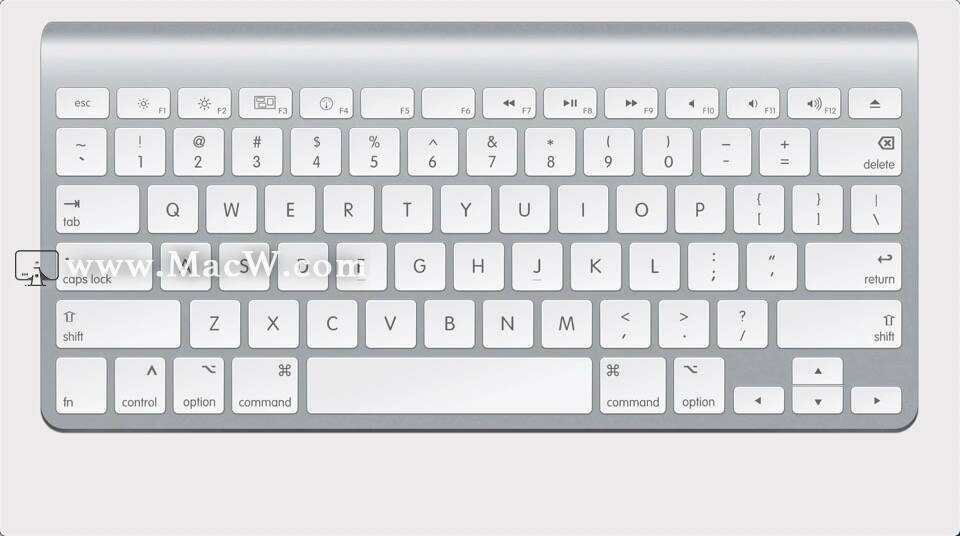 esc F1 F2 F3 F4 F5 F6 F7 F8 F9 F10 F11 F12
~ ! @ # $ % ^ & * ( ) – +
` 1 2 3 4 5 6 7 8 9 0 - = delete
tab Q W E R T Y U I O P { [ } ] | \
www.MacW.com
caps lock A S D F G H J K L : ; “ ‘ return
shift Z X C V B N M < , > . ? / shift
fn control option command command option